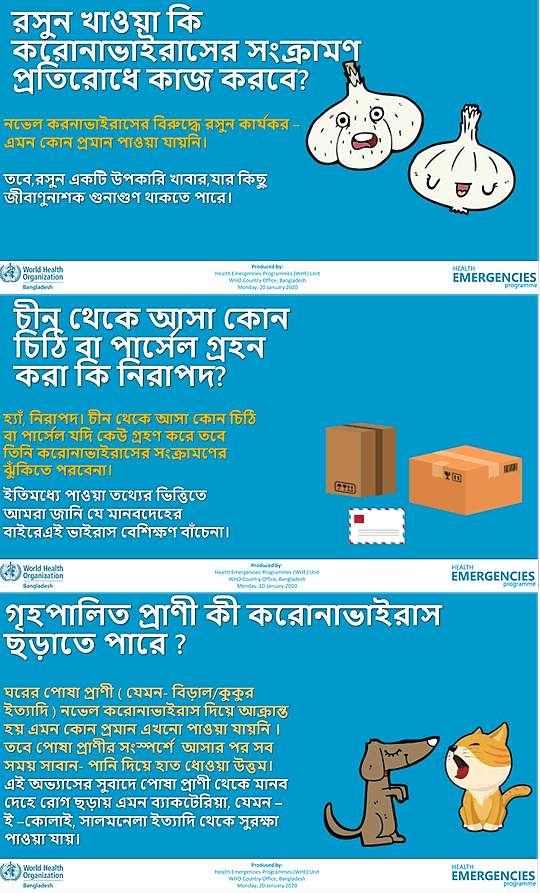 রসুন খাওয়া কি
করোনাভাইরাসের সংক্রামণ
প্রতিরোধে কাজ করবে?
নভেল করনাভাইরাসের বিরুদ্ধে রসুন কার্যকর –
এমন কোন প্রমান পাওয়া যায়নি।
তবে,রসুন একটি উপকারি খাবার,যার কিছু
জীবাণুনাশক গুনাগুণ থাকতে পারে।
World Health
Organization
Bangladesh
Produced by:
Health Emergencies Programmes (WHE) Unit
WHO Country Office, Bangladesh
Monday, 20 January 2020
HEALTH
EMERGENCIES
programme
চীন থেকে আসা কোন
চিঠি বা পার্সেল গ্রহন
করা কি নিরাপদ?
হ্যাঁ, নিরাপদ। চীন থেকে আসা কোন চিঠি
বা পার্সেল যদি কেউ গ্রহণ করে তবে
তিনি করোনাভাইরাসের সংক্রামণের
ঝুঁকিতে পরবেনা।
ইতিমধ্যে পাওয়া তথ্যের ভিত্তিতে
আমরা জানি যে মানবদেহের
বাইরেএই ভাইরাস বেশিক্ষণ বাঁচেনা।
World Health
Organization
Bangladesh
Produced by:
Health Emergencies Programmes (WHE) Unit
WHO Country Office, Bangladesh
Monday, 20 January 2020
HEALTH
EMERGENCIES
programme
গৃহপালিত প্রাণী কী করোনাভাইরাস
ছড়াতে পারে ?
ঘরের পোষা প্রাণী ( যেমন- বিড়াল/কুকুর
ইত্যাদি ) নভেল করোনাভাইরাস দিয়ে আক্রান্ত
হয় এমন কোন প্রমান এখনো পাওয়া যায়নি ।
তবে পোষা প্রাণীর সংস্পর্শে আসার পর সব
সময় সাবান- পানি দিয়ে হাত ধোওয়া উত্তম।
এই অভ্যাসের সুবাদে পোষা প্রাণী থেকে মানব
দেহে রোগ ছড়ায় এমন ব্যাকটেরিয়া, যেমন –
ই –কোলাই, সালমনেলা ইত্যাদি থেকে সুরক্ষা
পাওয়া যায়।
World Health
Organization
Bangladesh
Produced by:
Health Emergencies Programmes (WHE) Unit
WHO Country Office, Bangladesh
Monday, 20 January 2020
HEALTH
EMERGENCIES
programme